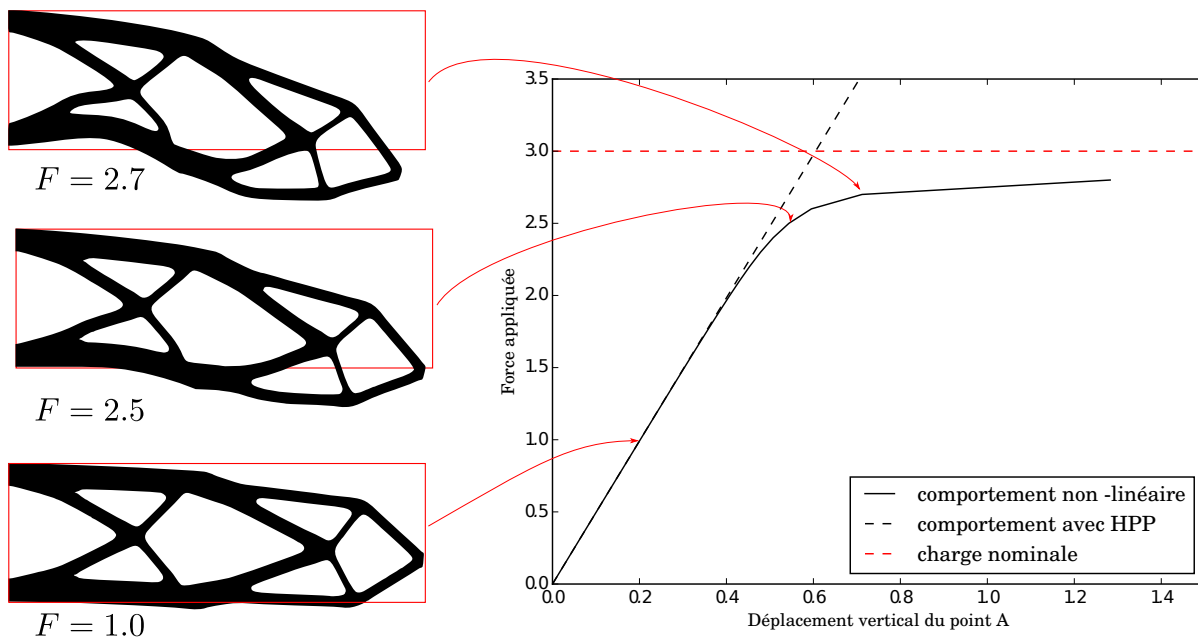 F = 2.7
F = 2.5
F = 1.0
3.5
3.0
2.5
2.0
1.5
1.0
0.5
0.0
Force appliquée
0.0 0.2 0.4 0.6 0.8 1.0 1.2 1.4
Déplacement vertical du point A
comportement non -linéaire
comportement avec HPP
charge nominale